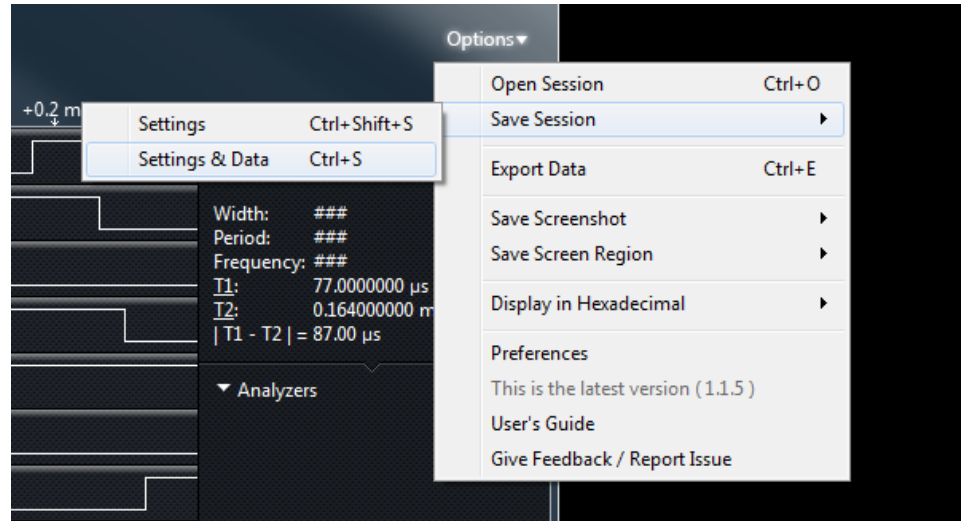 Options▾
Open Session Ctrl+O
Save Session
Export Data Ctrl+E
Save Screenshot
Save Screen Region
Display in Hexadecimal
Preferences
This is the latest version ( 1.1.5 )
User's Guide
Give Feedback / Report Issue
Settings Ctrl+Shift+S
Settings & Data Ctrl+S
+0.2 m
Width: ###
Period: ###
Frequency: ###
T1: 77.0000000 µs
T2: 0.164000000 m
| T1 - T2 | = 87.00 µs
Analyzers